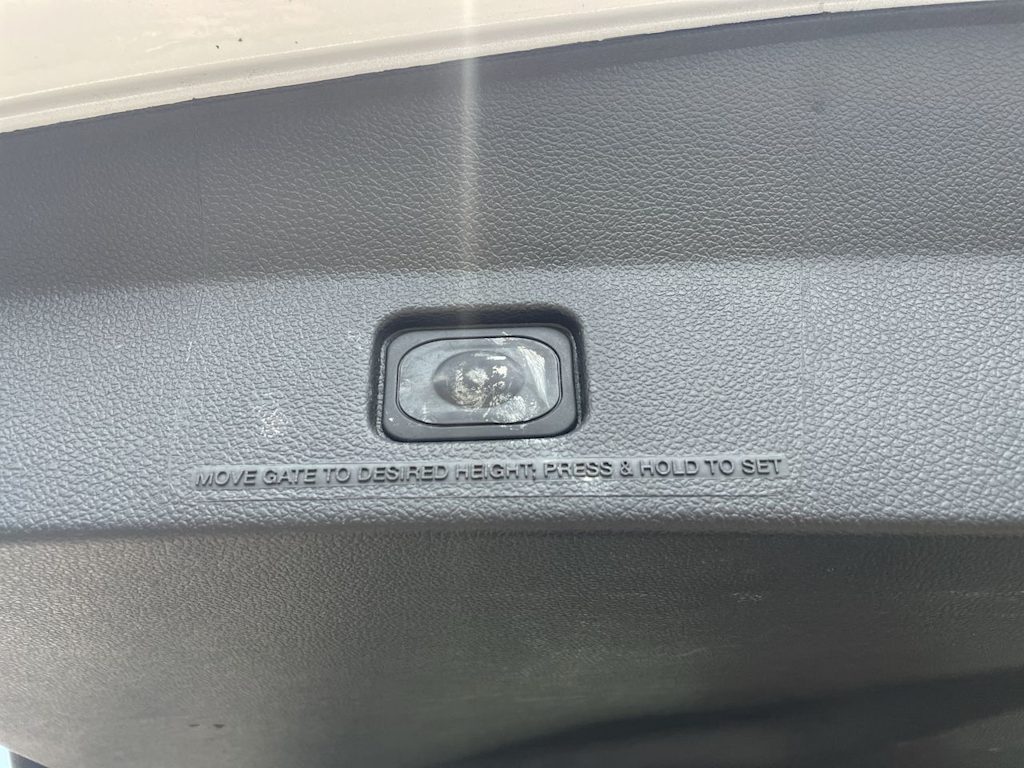 MOVE GATE TO DESIRED HEIGHT; PRESS & HOLD TO SET